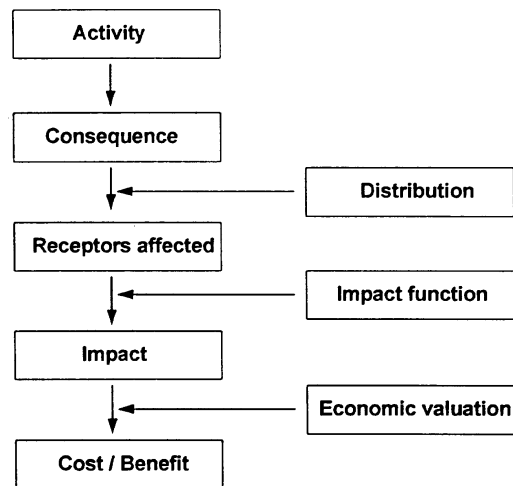 Activity
Consequence
Distribution
Receptors affected
Impact function
Impact
Economic valuation
Cost / Benefit